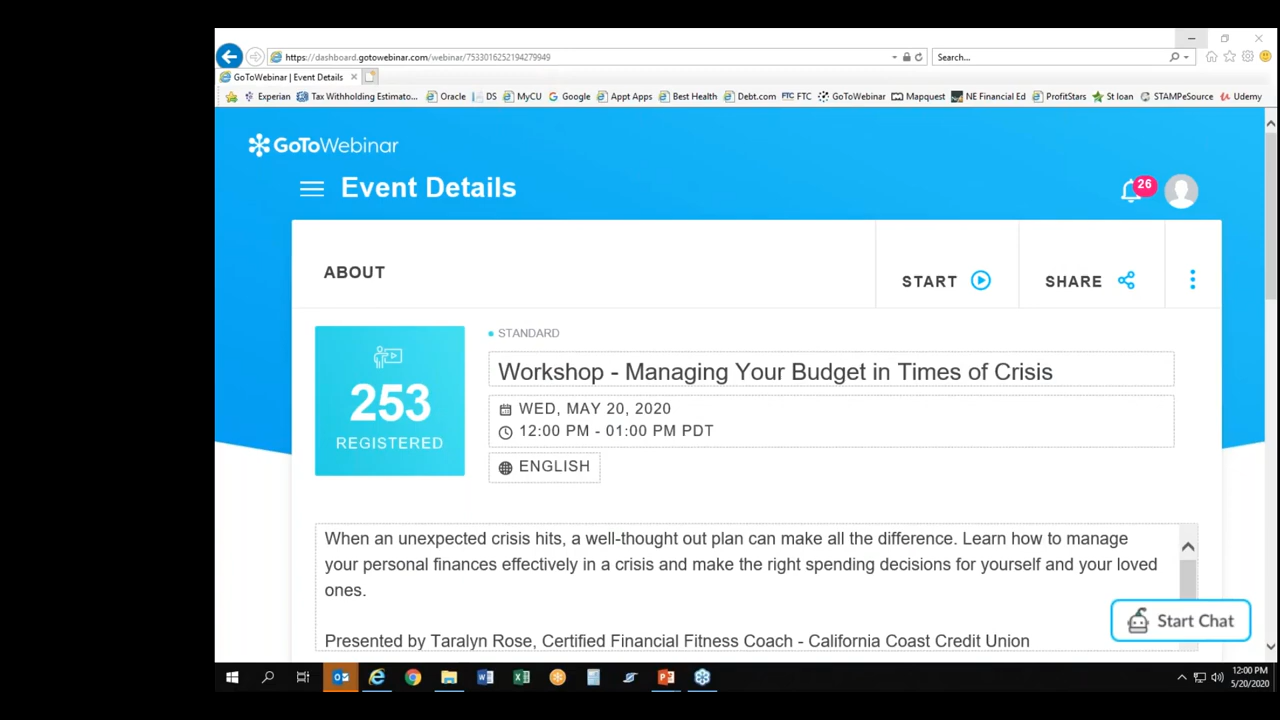 https://dashboard.gotowebinar.com/webinar/7533016252194279949
Search...
GoToWebinar | Event Details
Experian Tax Withholding Estimato... Oracle DS MyCU Google Appt Apps Best Health Debt.com FTC FTC GoToWebinar Mapquest NE Financial Ed ProfitStars St loan STAMPeSource Udemy
GoToWebinar
Event Details
26
ABOUT
START
SHARE
253
REGISTERED
STANDARD
Workshop - Managing Your Budget in Times of Crisis
WED, MAY 20, 2020
12:00 PM - 01:00 PM PDT
ENGLISH
When an unexpected crisis hits, a well-thought out plan can make all the difference. Learn how to manage
your personal finances effectively in a crisis and make the right spending decisions for yourself and your loved
ones.
Presented by Taralyn Rose, Certified Financial Fitness Coach - California Coast Credit Union
Start Chat
12:00 PM
5/20/2020